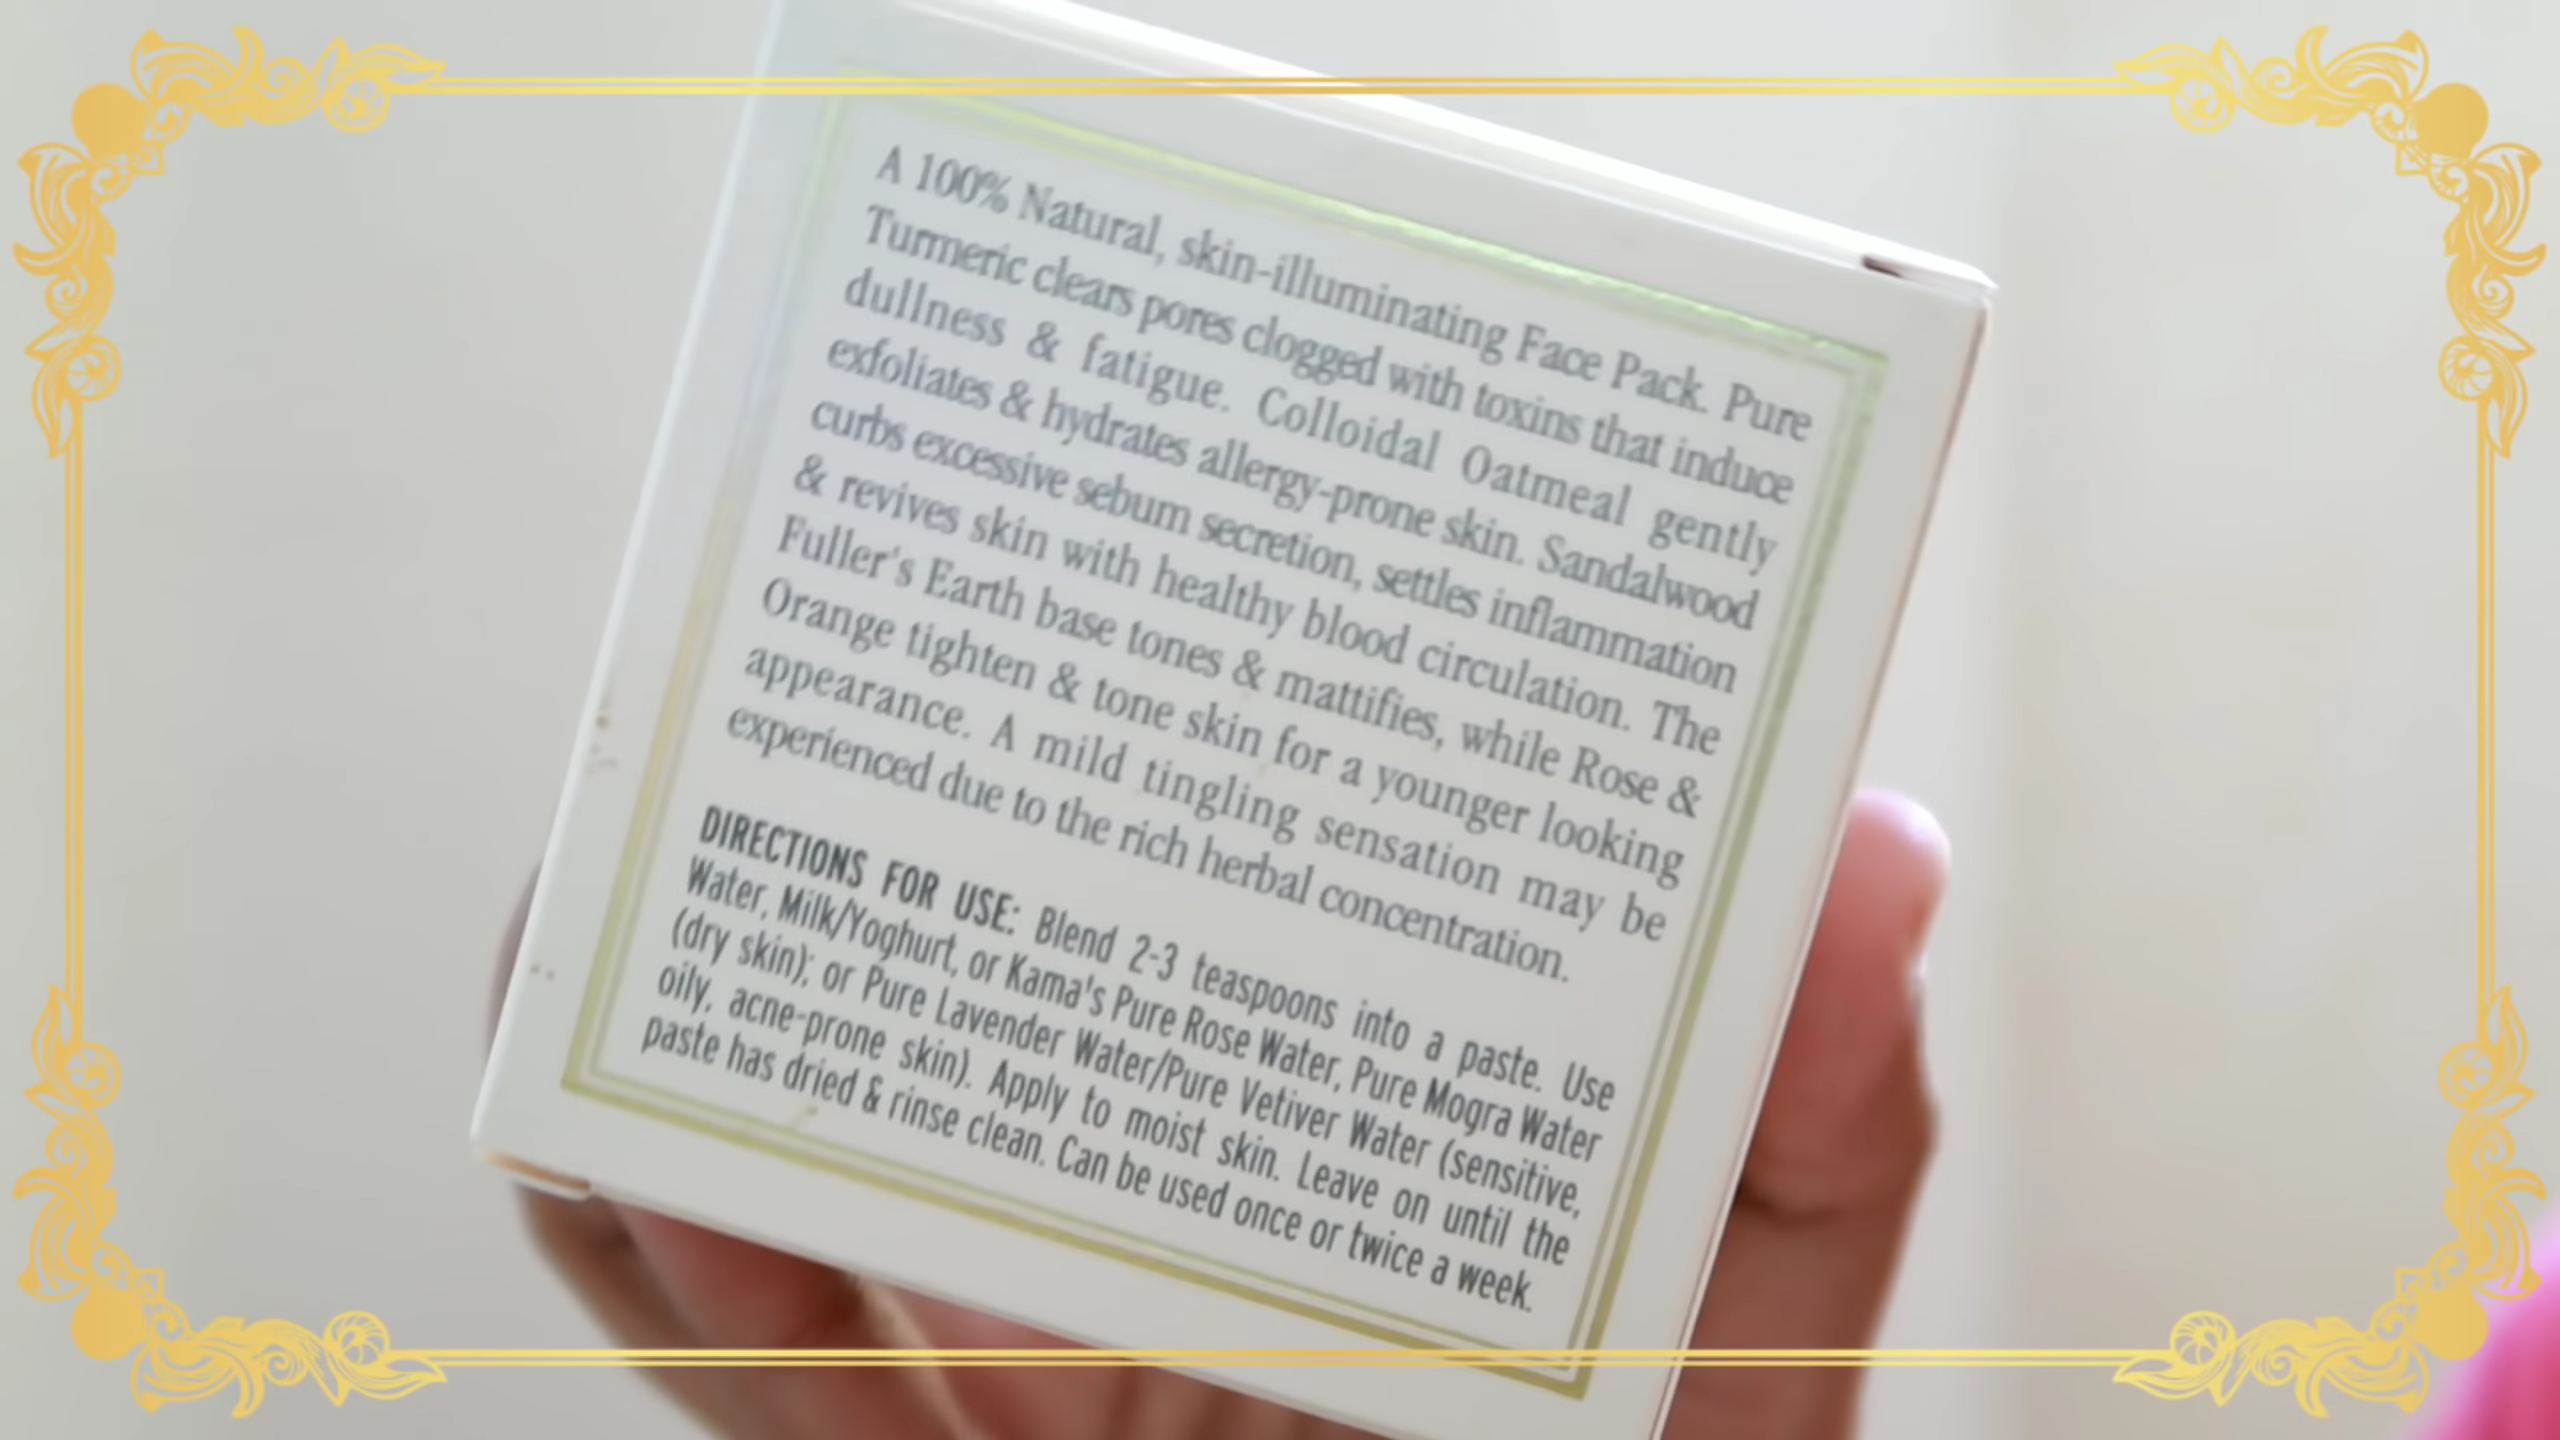 A 100% Natural, skin-illuminating Face Pack. Pure
Turmeric clears pores clogged with toxins that induce
dullness & fatigue. Colloidal Oatmeal gently
exfoliates & hydrates allergy-prone skin. Sandalwood
curbs excessive sebum secretion, settles inflammation
& revives skin with healthy blood circulation. The
Fuller's Earth base tones & mattifies, while Rose &
Orange tighten & tone skin for a younger looking
appearance. A mild tingling sensation may be
experienced due to the rich herbal concentration.
DIRECTIONS FOR USE: Blend 2-3 teaspoons into a paste. Use
Water, Milk/Yoghurt, or Kama's Pure Rose Water, Pure Mogra Water
(dry skin); or Pure Lavender Water/Pure Vetiver Water (sensitive,
oily, acne-prone skin). Apply to moist skin. Leave on until the
paste has dried & rinse clean. Can be used once or twice a week.